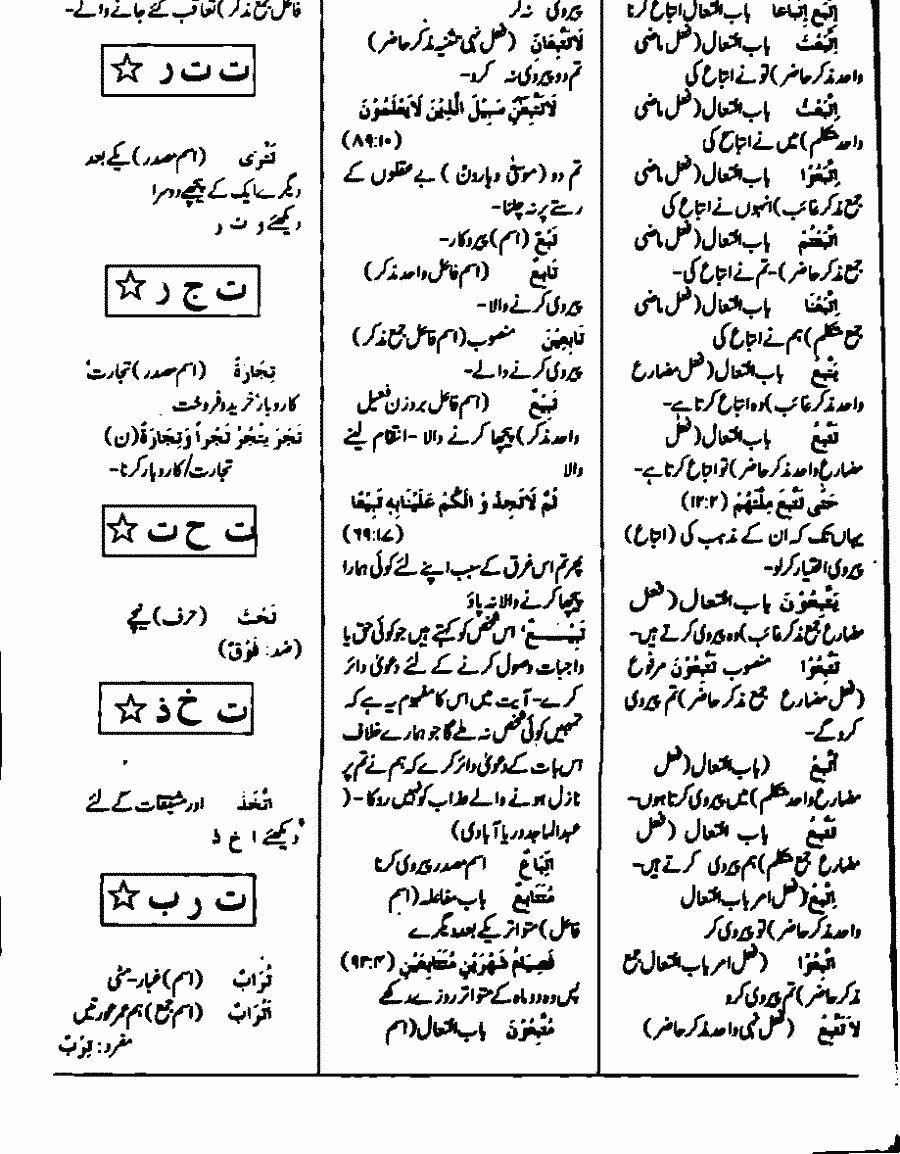 اِتَّبَعَ اِتِّبَاعًا باب افتعال اتباع کرنا
اِتَّبَعْتَ باب افتعال (فعل ماضی
واحد مذکر حاضر) تو نے اتباع کی
اِتَّبَعْتُ باب افتعال (فعل ماضی
واحد متکلم) میں نے اتباع کی
اِتَّبَعُوْا باب افتعال (فعل ماضی
جمع مذکر غائب) انہوں نے اتباع کی
اتَّبَعْتُمْ باب افتعال (فعل ماضی
جمع مذکر حاضر)۔ تم نے اتباع کی۔
اِتَّبَعْنَا باب افتعال (فعل ماضی
جمع متکلم) ہم نے اتباع کی
يَتَّبِعُ باب افتعال (فعل مضارع
واحد مذکر غائب) وہ اتباع کرتا ہے۔
تَتَّبِعُ باب افتعال (فعل
مضارع واحد مذکر حاضر) تو اتباع کرتا ہے۔
حَتّٰى تَتَّبِعَ مِلَّتَهُمْ (۱۲:۲)
یہاں تک کہ ان کے مذہب کی (اتباع)
پیروی اختیار کرلو۔
يَتَّبِعُوْنَ باب افتعال (فعل
مضارع جمع مذکر غائب) وہ پیروی کرتے ہیں۔
تَتَّبِعُوْا منصوب تَتَّبِعُوْنَ مرفوع
(فعل مضارع جمع مذکر حاضر) تم پیروی
کرو گے۔
أَتَّبِعُ (باب افتعال (فعل
مضارع واحد متکلم) میں پیروی کرتا ہوں۔
نَتَّبِعُ باب افتعال (فعل
مضارع جمع متکلم) ہم پیروی کرتے ہیں۔
اِتَّبِعْ (فعل امر باب افتعال
واحد مذکر حاضر) تو پیروی کر
اتَّبِعُوْا (فعل امر باب افتعال جمع
مذکر حاضر) تم پیروی کرو
لَا تَتَّبِعْ (فعل نہی واحد مذکر حاضر)
پیروی نہ کر
لَاتَتَّبِعَانِّ (فعل نہی تثنیہ مذکر حاضر)
تم دو پیروی نہ کرو۔
لَاتَتَّبِعٰنِّ سَبِيْلَ الَّذِيْنَ لَايَعْلَمُوْنَ
(۸۹:۱۰)
تم دو (موسیٰ و ہارون) بے عقلوں کے
رستے پر نہ چلنا۔
تَبَعٌ (اسم) پیروکار۔
تَابِعٌ (اسم فاعل واحد مذکر)
پیروی کرنے والا۔
تَابِعِيْنَ منصوب (اسم فاعل جمع مذکر)
پیروی کرنے والے۔
تَبِيْعٌ (اسم فاعل بروزن فعیل
واحد مذکر) پیچھا کرنے والا۔ انتقام لینے
والا
ثُمَّ لَاتَجِدُ وْ الَكُمْ عَلَيْنَابِهٖ تَبِيْعًا
(۶۹:۱۷)
پھر تم اس غرق کے سبب اپنے لئے کوئی ہمارا
پیچھا کرنے والا نہ پاؤ
تَبِيْعٌ، اس شخص کو کہتے ہیں جو کوئی حق یا
واجبات وصول کرنے کے لئے دعویٰ دائر
کرے۔ آیت میں اس کا مفہوم یہ ہے کہ
تمہیں کوئی شخص نہ ملے گا جو ہمارے خلاف
اس بات کے دعویٰ دائر کرے کہ ہم نے تم پر
نازل ہونے والے عذاب کو نہیں روکا۔ (
عبدالماجد دریا آبادی)
اتِّبَاعٌ اسم مصدر پیروی کرنا
مُتَتَابِعٌ باب مفاعلہ (اسم
فاعل) متواتر یکے بعد دیگرے
فَصِيَامُ شَهْرَيْنِ مُتَتَابِعَيْنِ (۹۲:۴)
پس وہ دو ماہ کے متواتر روزے رکھے
مُتَّبِعُوْنَ باب افتعال (اسم
فاعل جمع مذکر) تعاقب کئے جانے والے۔
ت ت ر ☆
تَتْرٰى (اسم مصدر) یکے بعد
دیگرے ایک کے پیچھے دوسرا
دیکھئے و ت ر
ت ج ر ☆
تِجَارَةٌ (اسم مصدر) تجارت،
کاروبار خرید و فروخت
تَجَرَ يَتْجُرُ تَجْراً وَتِجَارَةً (ن)
تجارت/کاروبار کرنا۔
ت ح ت ☆
تَحْتَ (حرف) نیچے
(ضد: فَوْقَ)
ت خ ذ ☆
اتَّخَذَ اور مشتقات کے لئے
دیکھئے ا خ ذ
ت ر ب ☆
تُرَابٌ (اسم) غبار۔ مٹی
أَتْرَابٌ (اسم جمع) ہم عمر عورتیں
مفرد: تِرْبٌ